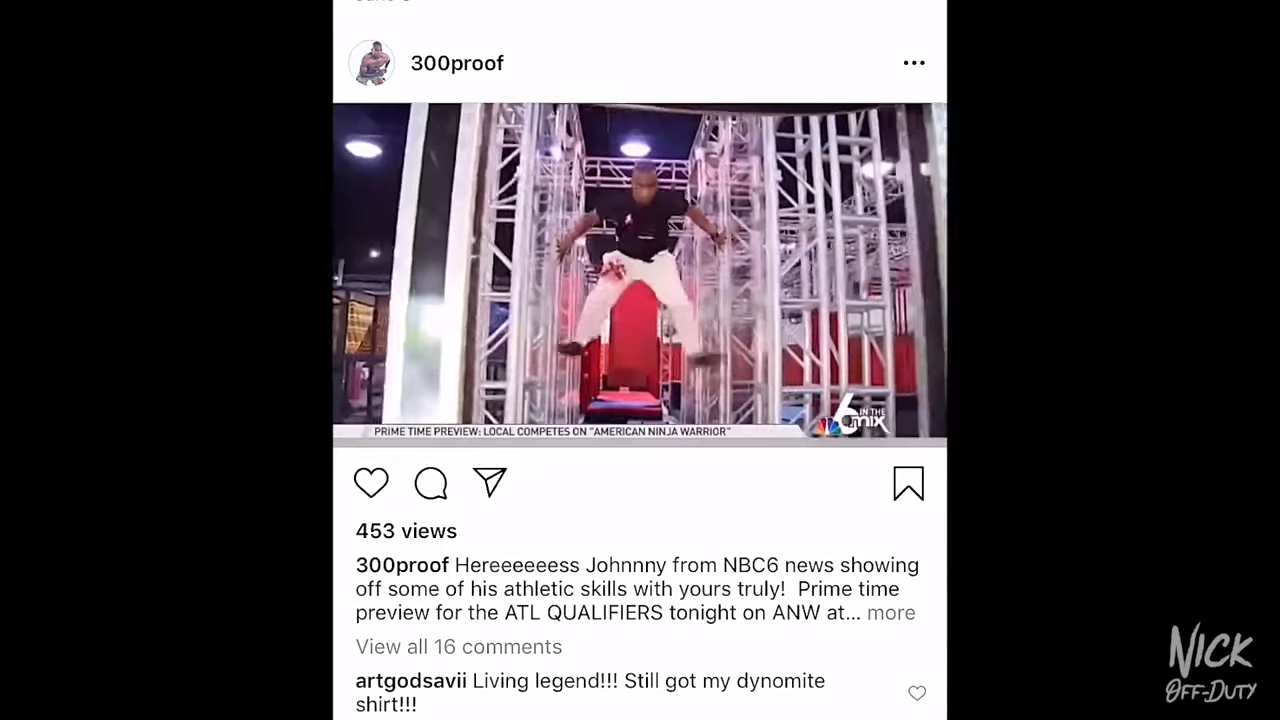 300proof
6 IN THE
mix
PRIME TIME PREVIEW: LOCAL COMPETES ON "AMERICAN NINJA WARRIOR"
453 views
300proof Hereeeeeess Johnnny from NBC6 news showing
off some of his athletic skills with yours truly! Prime time
preview for the ATL QUALIFIERS tonight on ANW at... more
View all 16 comments
artgodsavii Living legend!!! Still got my dynomite
shirt!!!
NICK
OFF-DUTY